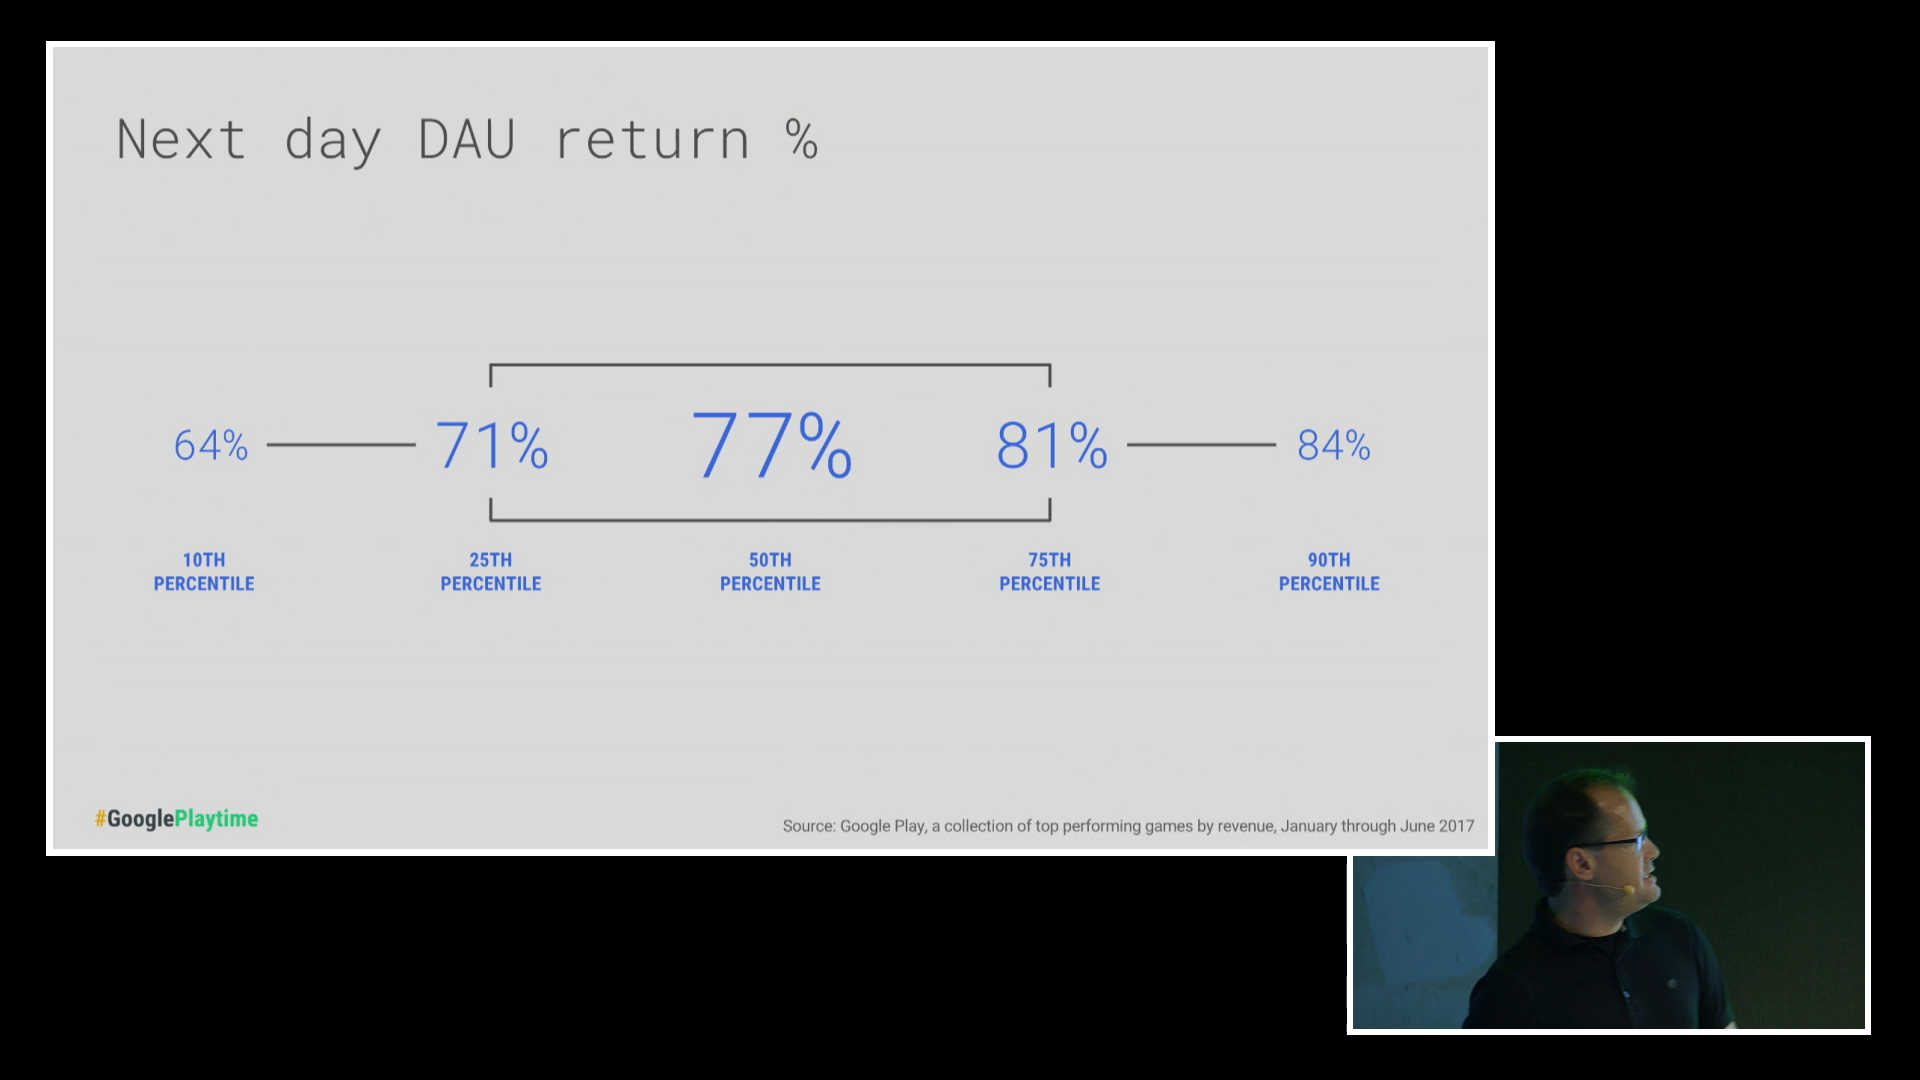 Next day DAU return %
64% 71% 77% 81% 84%
10TH PERCENTILE
25TH PERCENTILE
50TH PERCENTILE
75TH PERCENTILE
90TH PERCENTILE
#GooglePlaytime
Source: Google Play, a collection of top performing games by revenue, January through June 2017